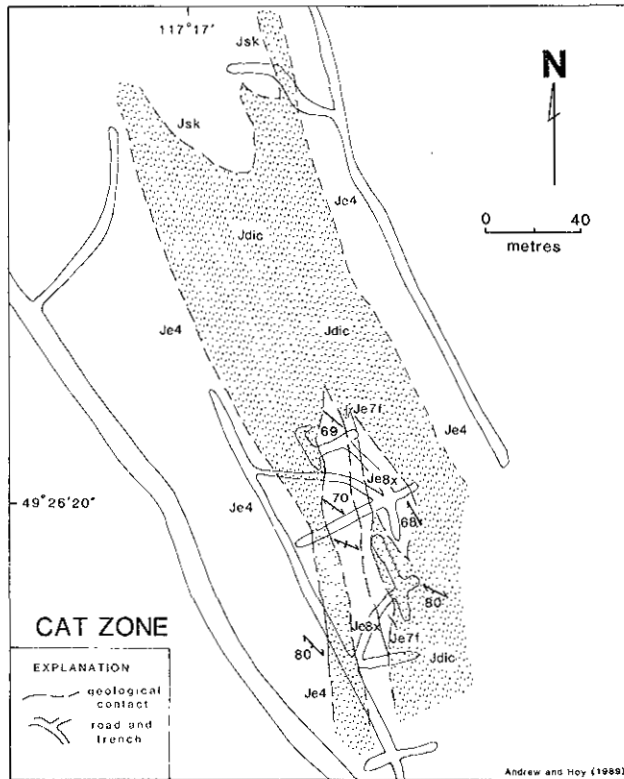 117° 17'
Jsk
N
Jsk
Je4
0 40
metres
Jdic
Je4
Jdic
Je7f
69
Je4
Je8x
49° 26'20"
Je4
70
68
80
CAT ZONE
Je8x
EXPLANATION
Je7f
geological
contact
80
Jdic
Je4
road and
trench
Andrew and Hoy (1989)